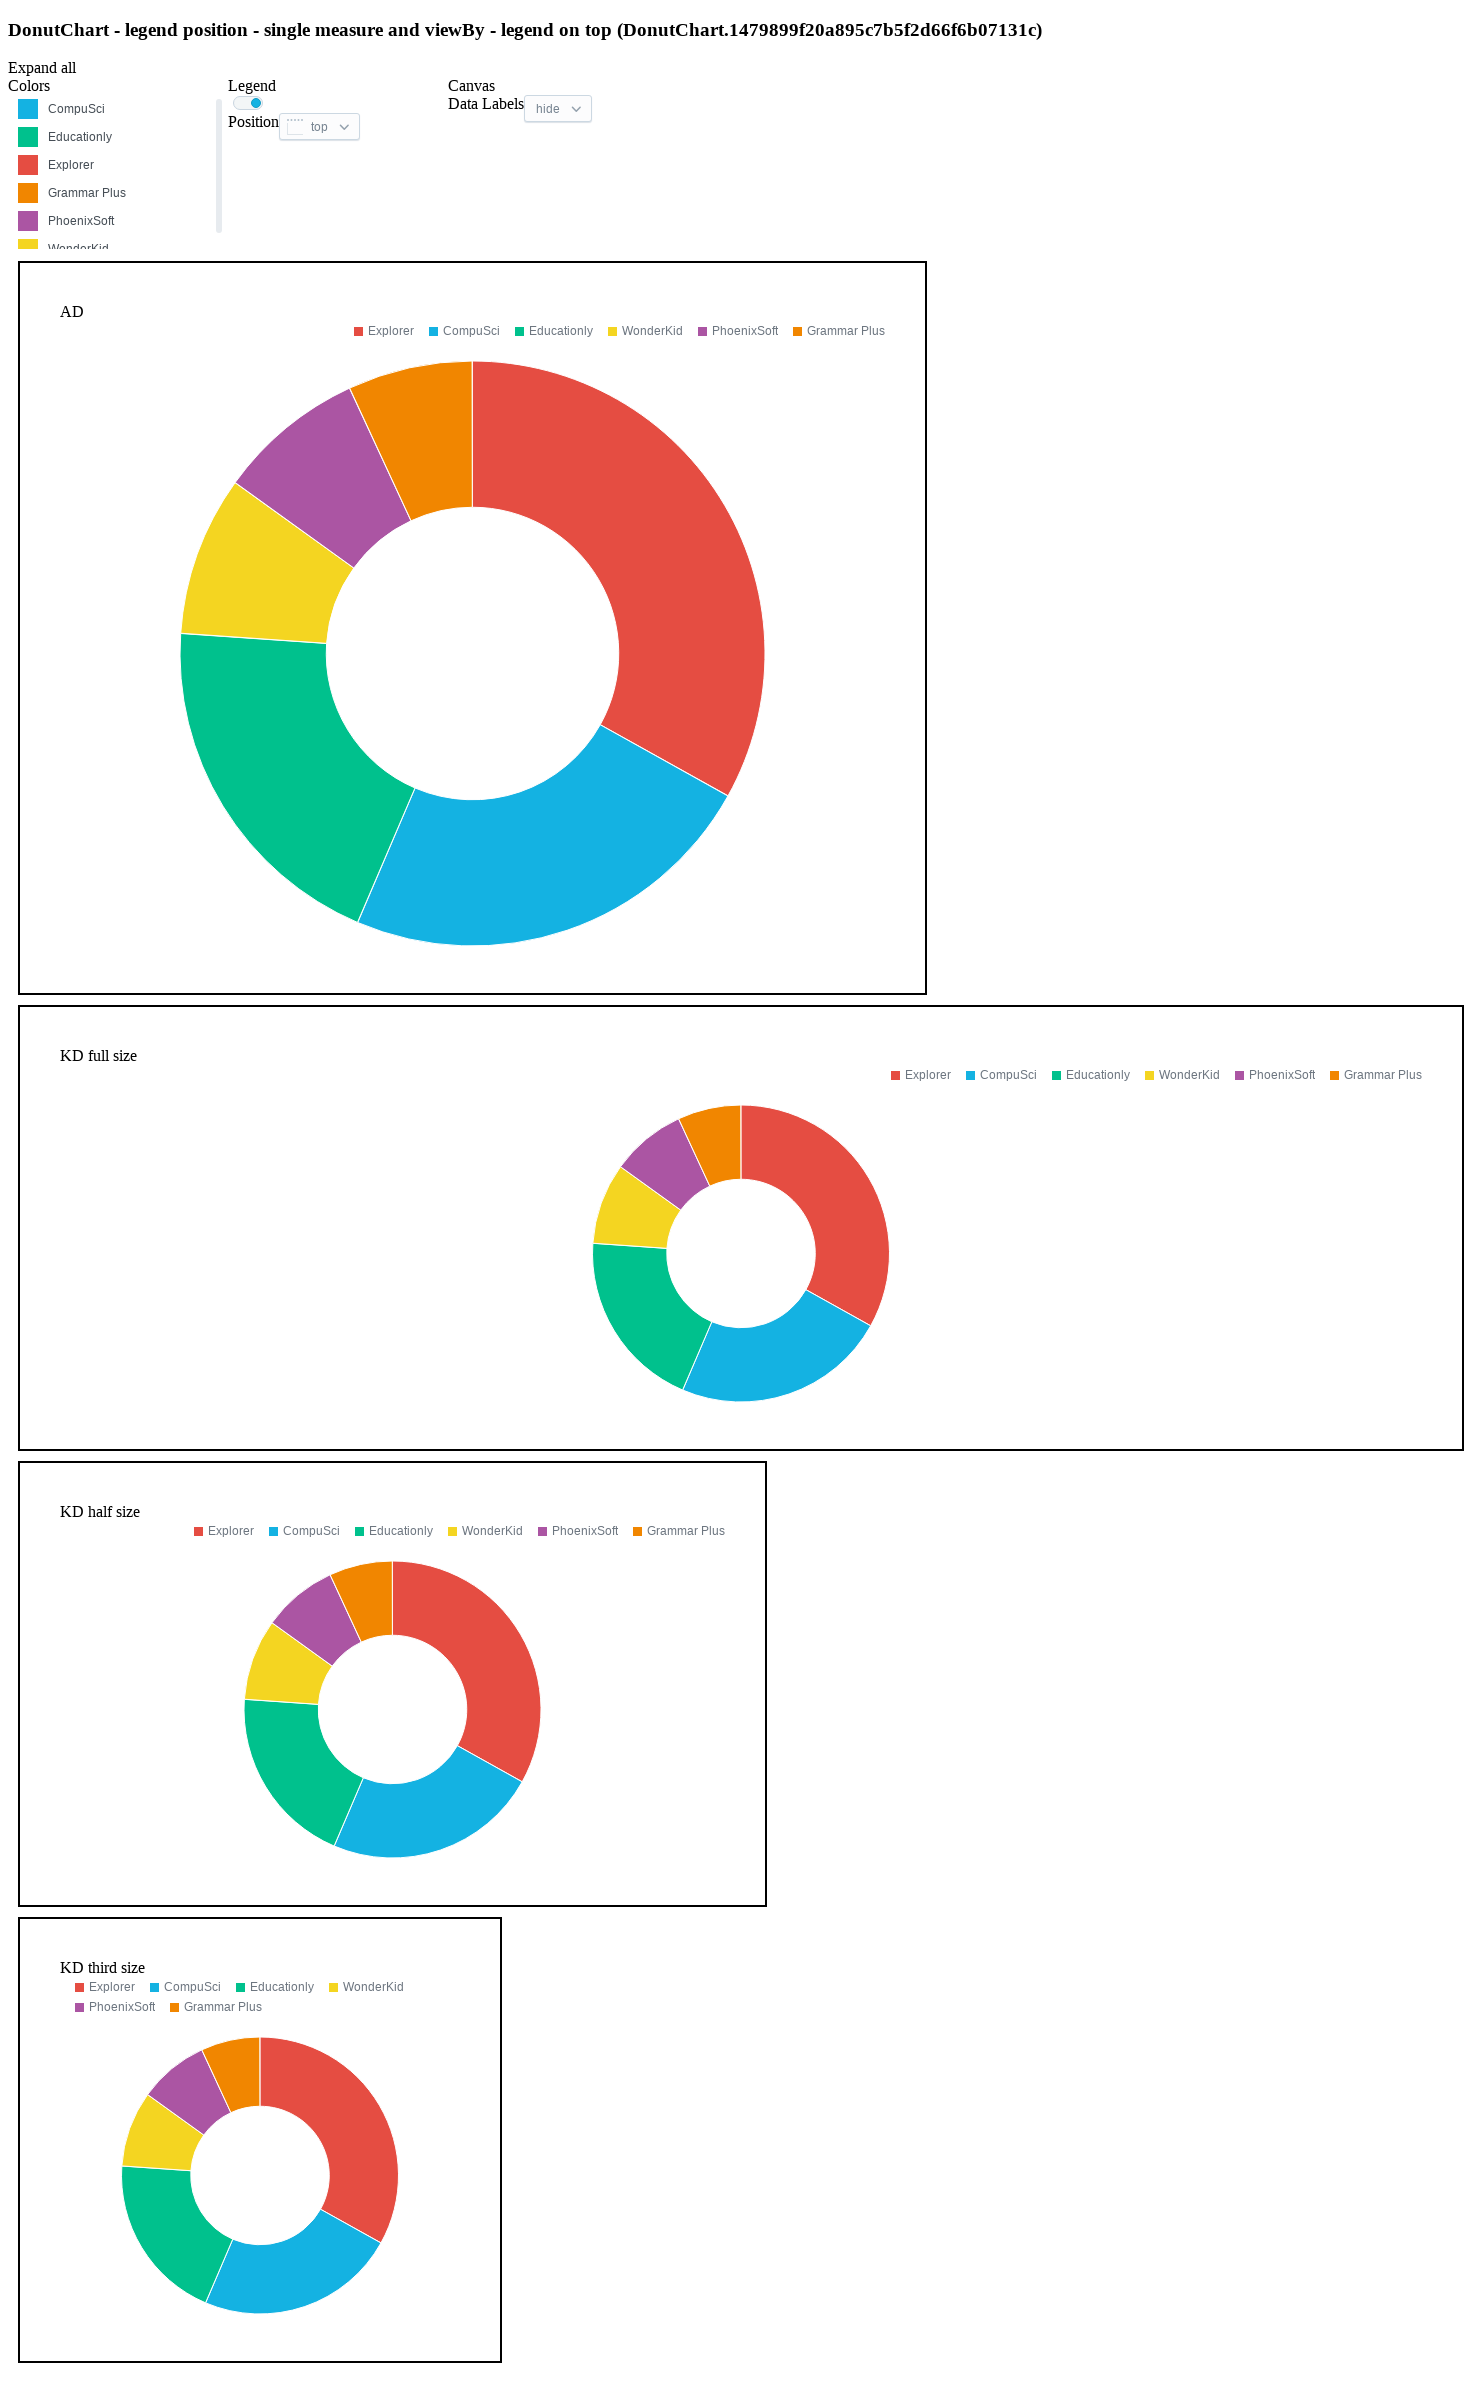 DonutChart - legend position - single measure and viewBy - legend on top (DonutChart.1479899f20a895c7b5f2d66f6b07131c)
Expand all
Colors
CompuSci
Educationly
Explorer
Grammar Plus
PhoenixSoft
WonderKid
Legend
Position top
Canvas
Data Labels hide
AD
Explorer CompuSci Educationly WonderKid PhoenixSoft Grammar Plus
KD full size
Explorer CompuSci Educationly WonderKid PhoenixSoft Grammar Plus
KD half size
Explorer CompuSci Educationly WonderKid PhoenixSoft Grammar Plus
KD third size
Explorer CompuSci Educationly WonderKid
PhoenixSoft Grammar Plus